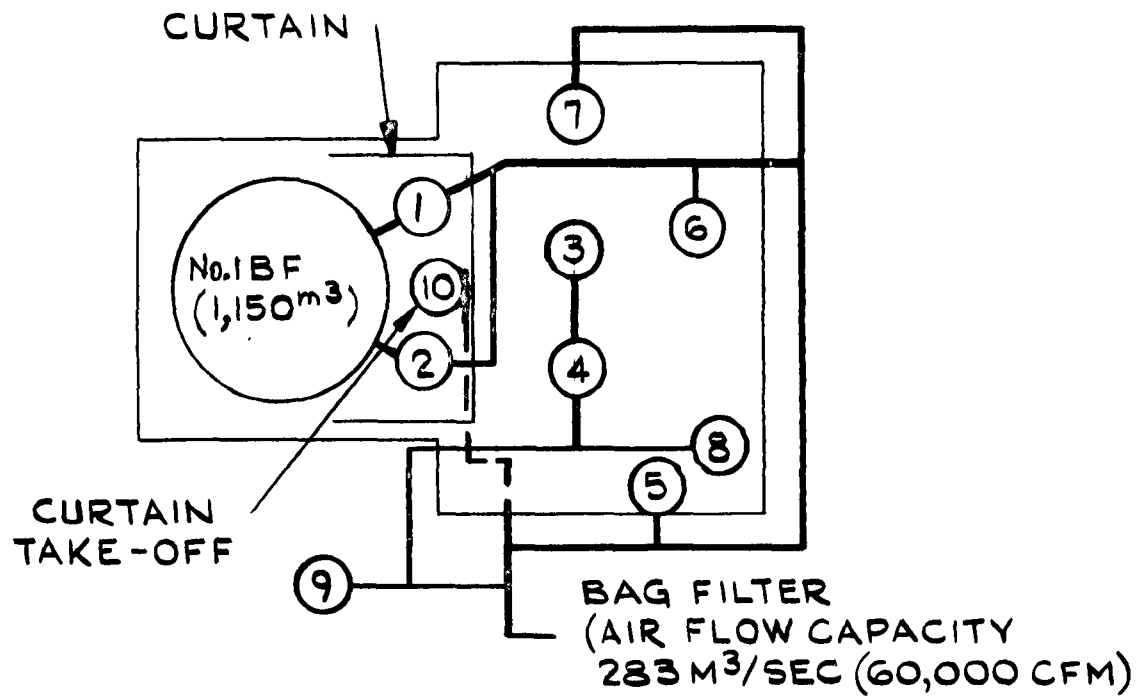 CURTAIN
7
1
6
3
No.1 BF
(1,150m³)
10
2
4
8
5
CURTAIN
TAKE-OFF
9
BAG FILTER
(AIR FLOW CAPACITY
283 M³/SEC (60,000 CFM)